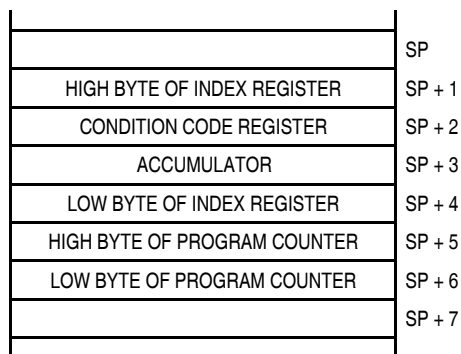 SP
HIGH BYTE OF INDEX REGISTER SP + 1
CONDITION CODE REGISTER SP + 2
ACCUMULATOR SP + 3
LOW BYTE OF INDEX REGISTER SP + 4
HIGH BYTE OF PROGRAM COUNTER SP + 5
LOW BYTE OF PROGRAM COUNTER SP + 6
SP + 7